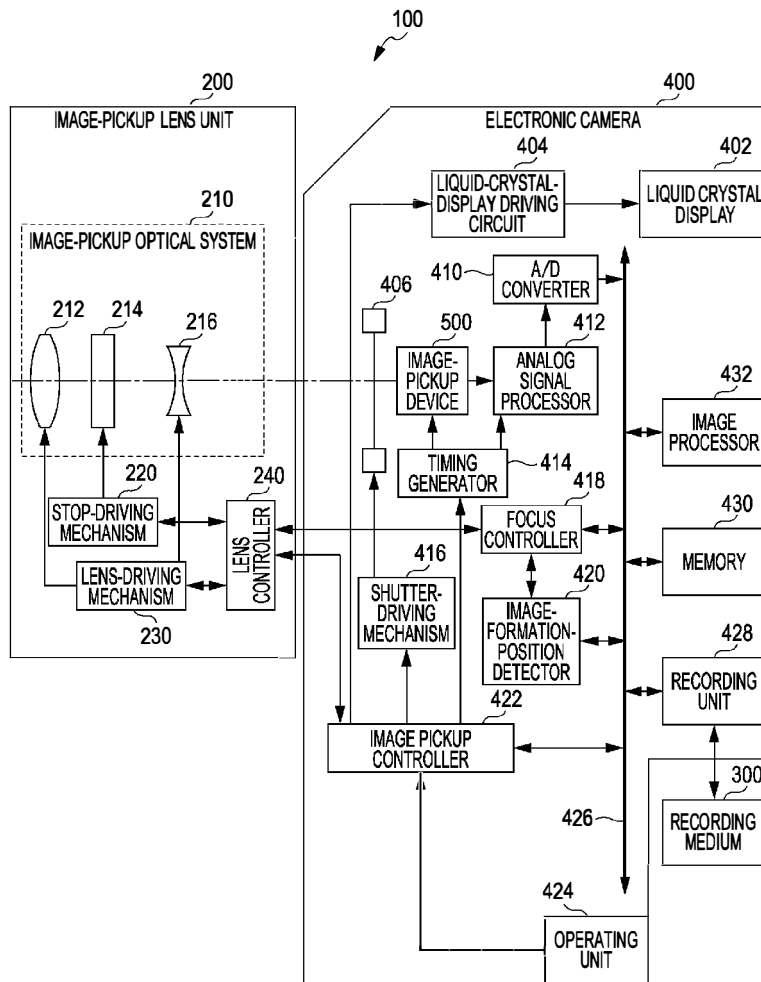 100
200
IMAGE-PICKUP LENS UNIT
400
ELECTRONIC CAMERA
404
LIQUID-CRYSTAL-
DISPLAY DRIVING
CIRCUIT
402
LIQUID CRYSTAL
DISPLAY
210
IMAGE-PICKUP OPTICAL SYSTEM
212
214
216
406
410
A/D
CONVERTER
500
IMAGE-
PICKUP
DEVICE
412
ANALOG
SIGNAL
PROCESSOR
432
IMAGE
PROCESSOR
TIMING
GENERATOR
414
220
STOP-DRIVING
MECHANISM
240
LENS
CONTROLLER
LENS-DRIVING
MECHANISM
230
418
FOCUS
CONTROLLER
430
MEMORY
416
SHUTTER-
DRIVING
MECHANISM
420
IMAGE-
FORMATION-
POSITION
DETECTOR
428
RECORDING
UNIT
422
IMAGE PICKUP
CONTROLLER
300
RECORDING
MEDIUM
426
424
OPERATING
UNIT